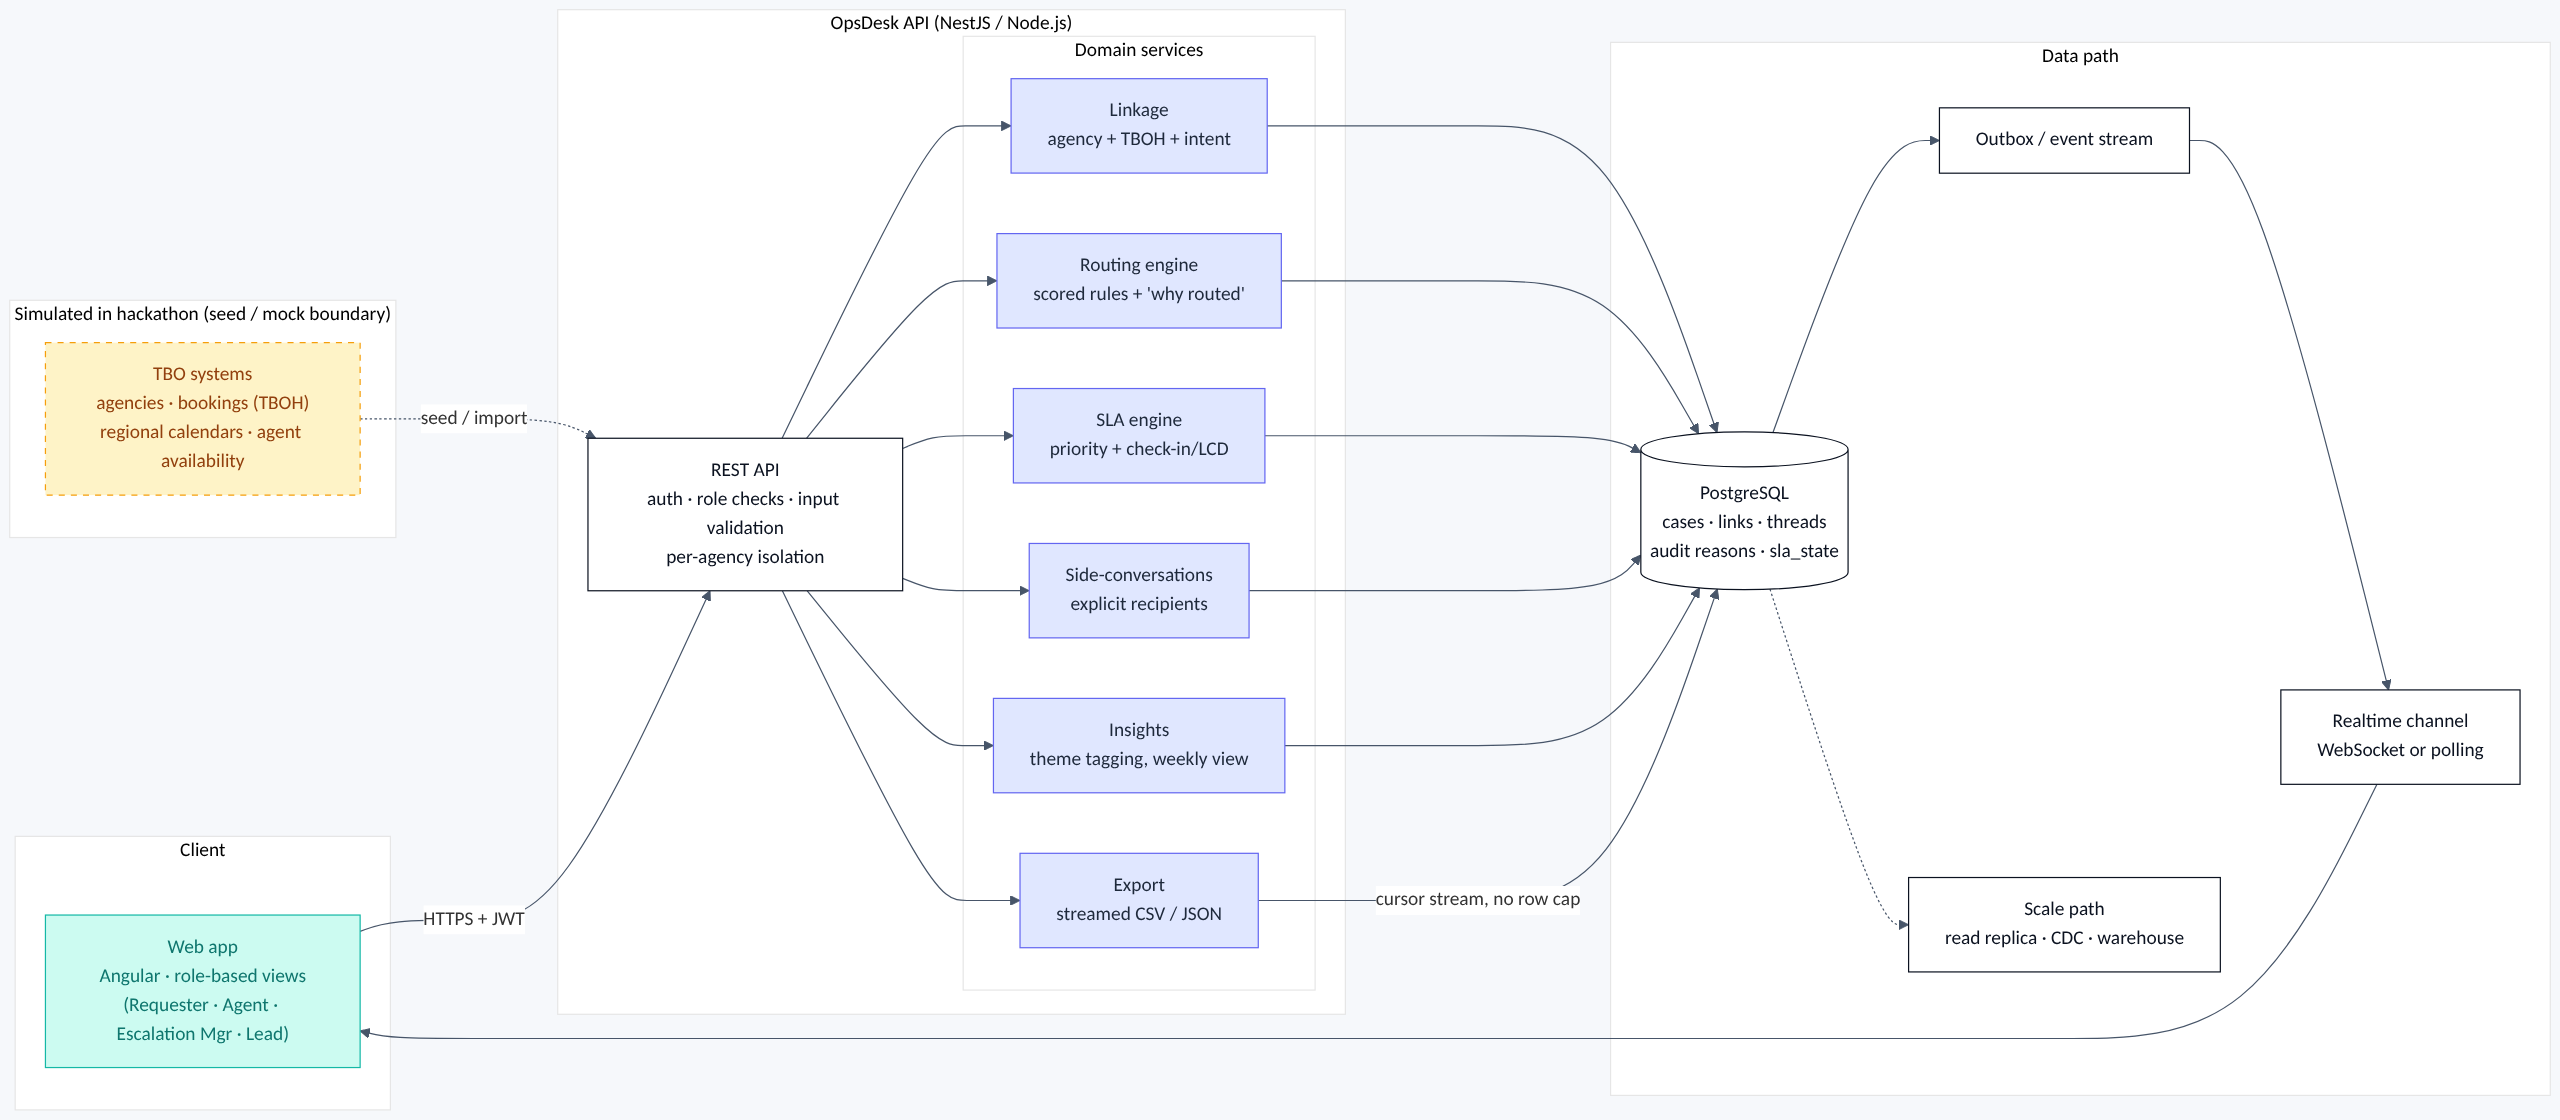 OpsDesk API (NestJS / Node.js)
Domain services
Data path
Linkage
agency + TBOH + intent
Outbox / event stream
Routing engine
scored rules + 'why routed'
Simulated in hackathon (seed / mock boundary)
TBO systems
agencies · bookings (TBOH)
regional calendars · agent
availability
seed / import
SLA engine
priority + check-in/LCD
REST API
auth · role checks · input
validation
per-agency isolation
PostgreSQL
cases · links · threads
audit reasons · sla_state
Side-conversations
explicit recipients
Insights
theme tagging, weekly view
Realtime channel
WebSocket or polling
Client
HTTPS + JWT
Export
streamed CSV / JSON
cursor stream, no row cap
Scale path
read replica · CDC · warehouse
Web app
Angular · role-based views
(Requester · Agent ·
Escalation Mgr · Lead)